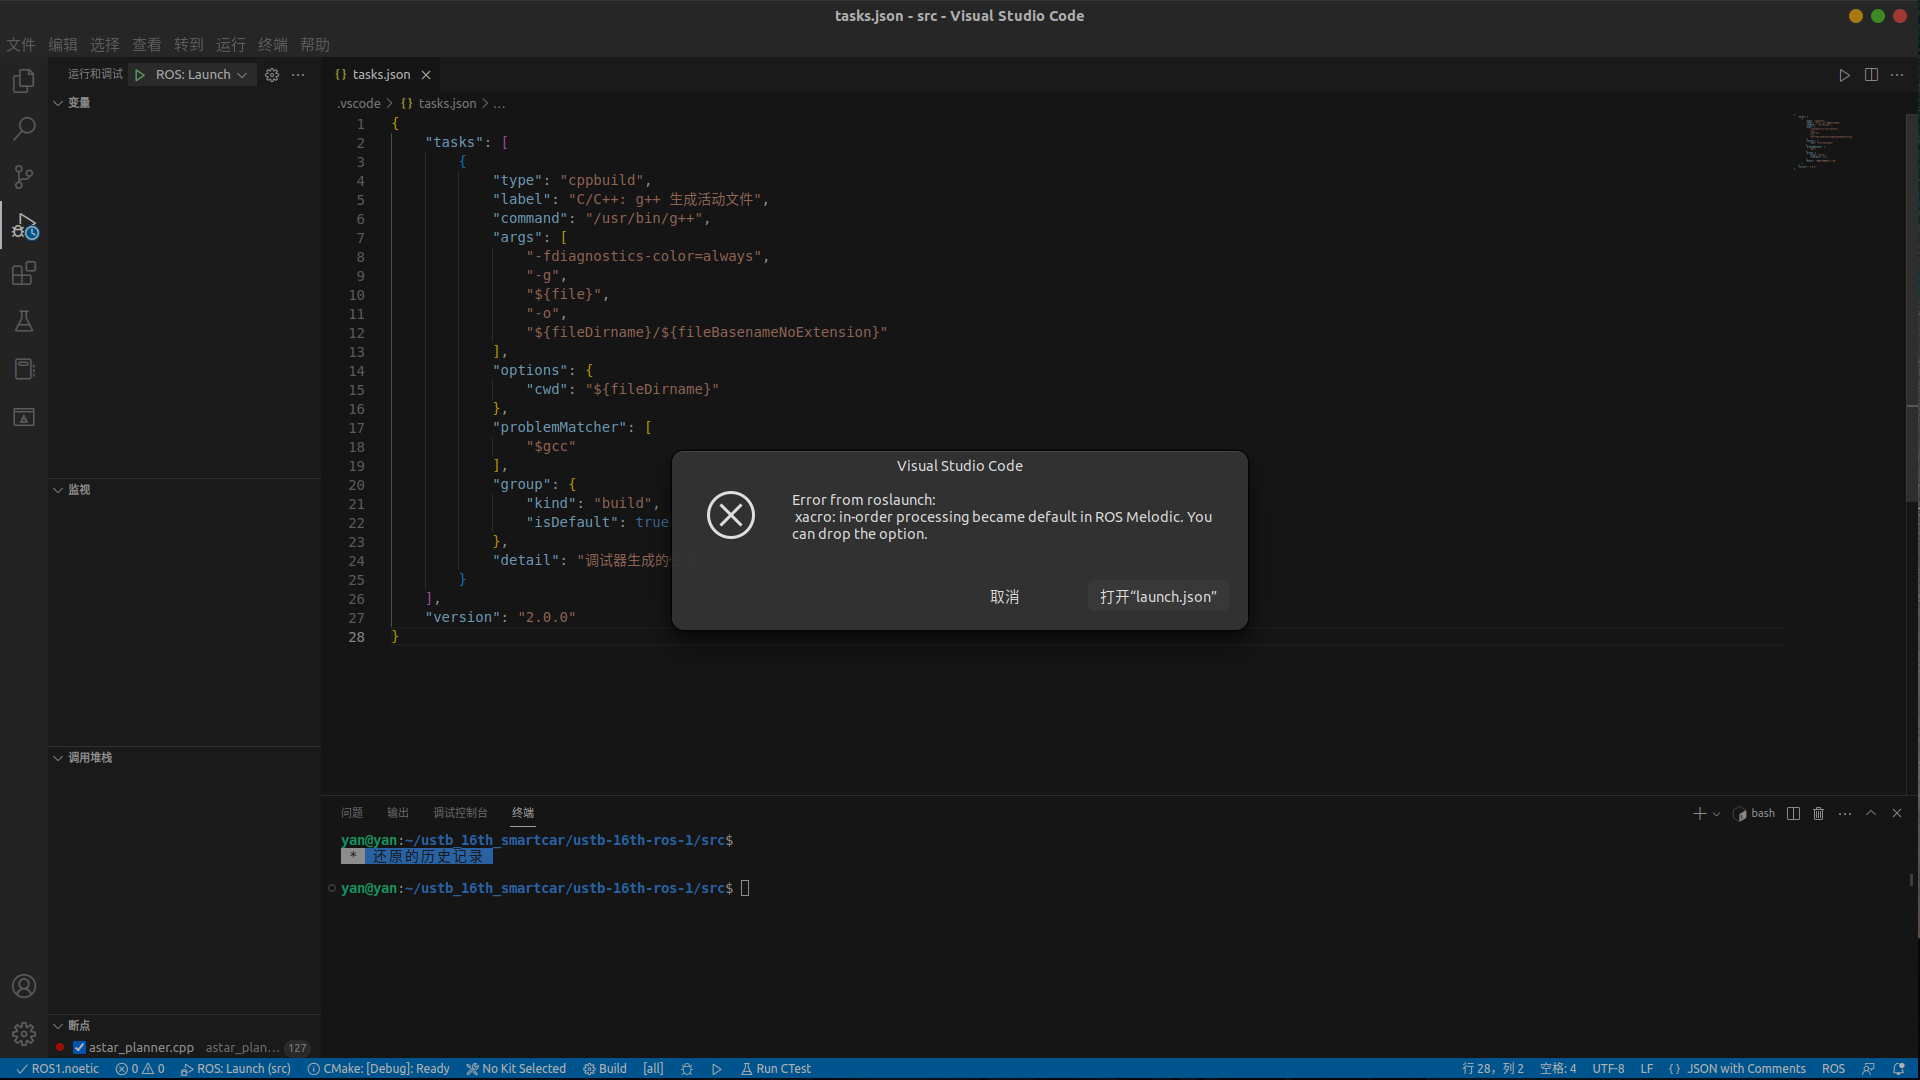 tasks.json - src - Visual Studio Code
文件 编辑 选择 查看 转到 运行 终端 帮助
运行和调试 ROS: Launch
变量
监视
调用堆栈
断点
astar_planner.cpp astar_plan... 127
{} tasks.json
.vscode > {} tasks.json > ...
1 {
2 "tasks": [
3 {
4 "type": "cppbuild",
5 "label": "C/C++: g++ 生成活动文件",
6 "command": "/usr/bin/g++",
7 "args": [
8 "-fdiagnostics-color=always",
9 "-g",
10 "${file}",
11 "-o",
12 "${fileDirname}/${fileBasenameNoExtension}"
13 ],
14 "options": {
15 "cwd": "${fileDirname}"
16 },
17 "problemMatcher": [
18 "$gcc"
19 ],
20 "group": {
21 "kind": "build",
22 "isDefault": true
23 },
24 "detail": "调试器生成的
25 }
26 ],
27 "version": "2.0.0"
28 }
Visual Studio Code
Error from roslaunch:
xacro: in-order processing became default in ROS Melodic. You
can drop the option.
取消 打开“launch.json”
问题 输出 调试控制台 终端
bash
yan@yan:~/ustb_16th_smartcar/ustb-16th-ros-1/src$
* 还原的历史记录
yan@yan:~/ustb_16th_smartcar/ustb-16th-ros-1/src$
ROS1.noetic 0 0 ROS: Launch (src) CMake: [Debug]: Ready No Kit Selected Build [all] Run CTest
行 28，列 2 空格: 4 UTF-8 LF {} JSON with Comments ROS